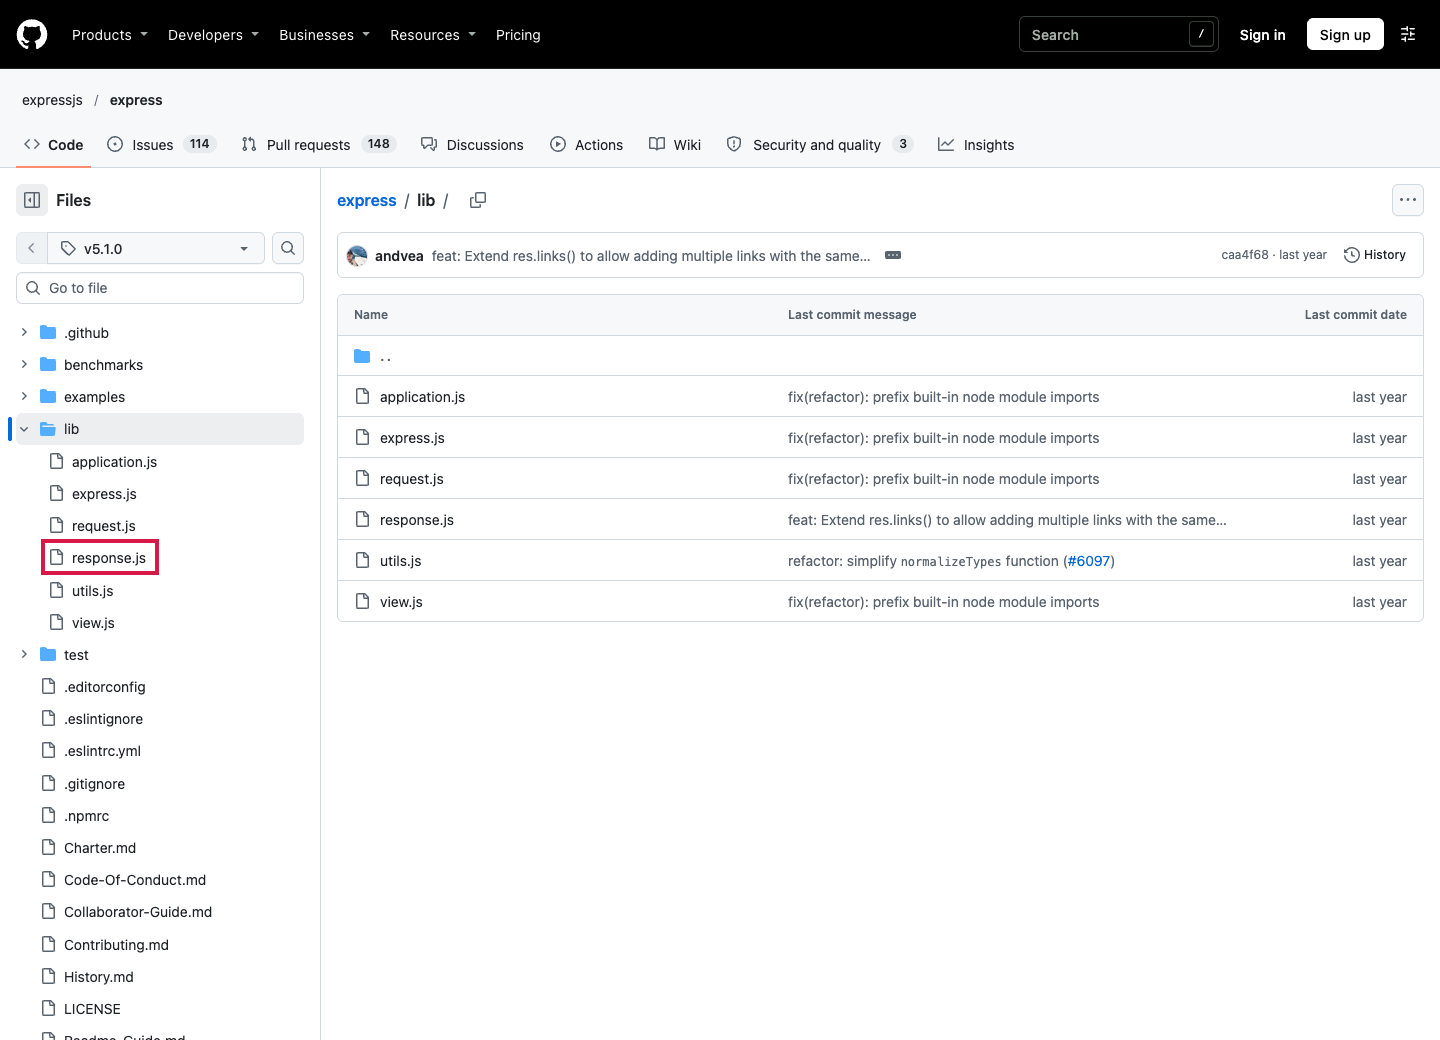 Products Developers Businesses Resources Pricing Search / Sign in Sign up
expressjs / express
Code Issues 114 Pull requests 148 Discussions Actions Wiki Security and quality 3 Insights
Files
v5.1.0
Go to file
.github
benchmarks
examples
lib
application.js
express.js
request.js
response.js
utils.js
view.js
test
.editorconfig
.eslintignore
.eslintrc.yml
.gitignore
.npmrc
Charter.md
Code-Of-Conduct.md
Collaborator-Guide.md
Contributing.md
History.md
LICENSE
Readme-Guide.md
express / lib /
andvea feat: Extend res.links() to allow adding multiple links with the same… caa4f68 · last year History
Name Last commit message Last commit date
..
application.js fix(refactor): prefix built-in node module imports last year
express.js fix(refactor): prefix built-in node module imports last year
request.js fix(refactor): prefix built-in node module imports last year
response.js feat: Extend res.links() to allow adding multiple links with the same… last year
utils.js refactor: simplify normalizeTypes function (#6097) last year
view.js fix(refactor): prefix built-in node module imports last year